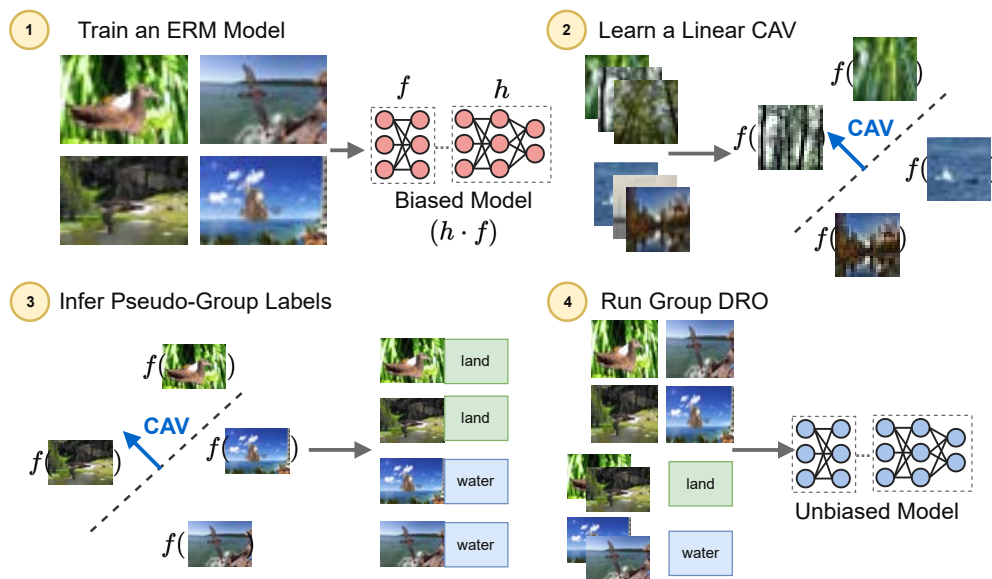 1
Train an ERM Model
f
h
...
Biased Model
(h · f)
2
Learn a Linear CAV
f( )
f( )
CAV
f( )
f( )
3
Infer Pseudo-Group Labels
f( )
CAV
f( )
f( )
f( )
land
land
water
water
4
Run Group DRO
land
water
...
Unbiased Model